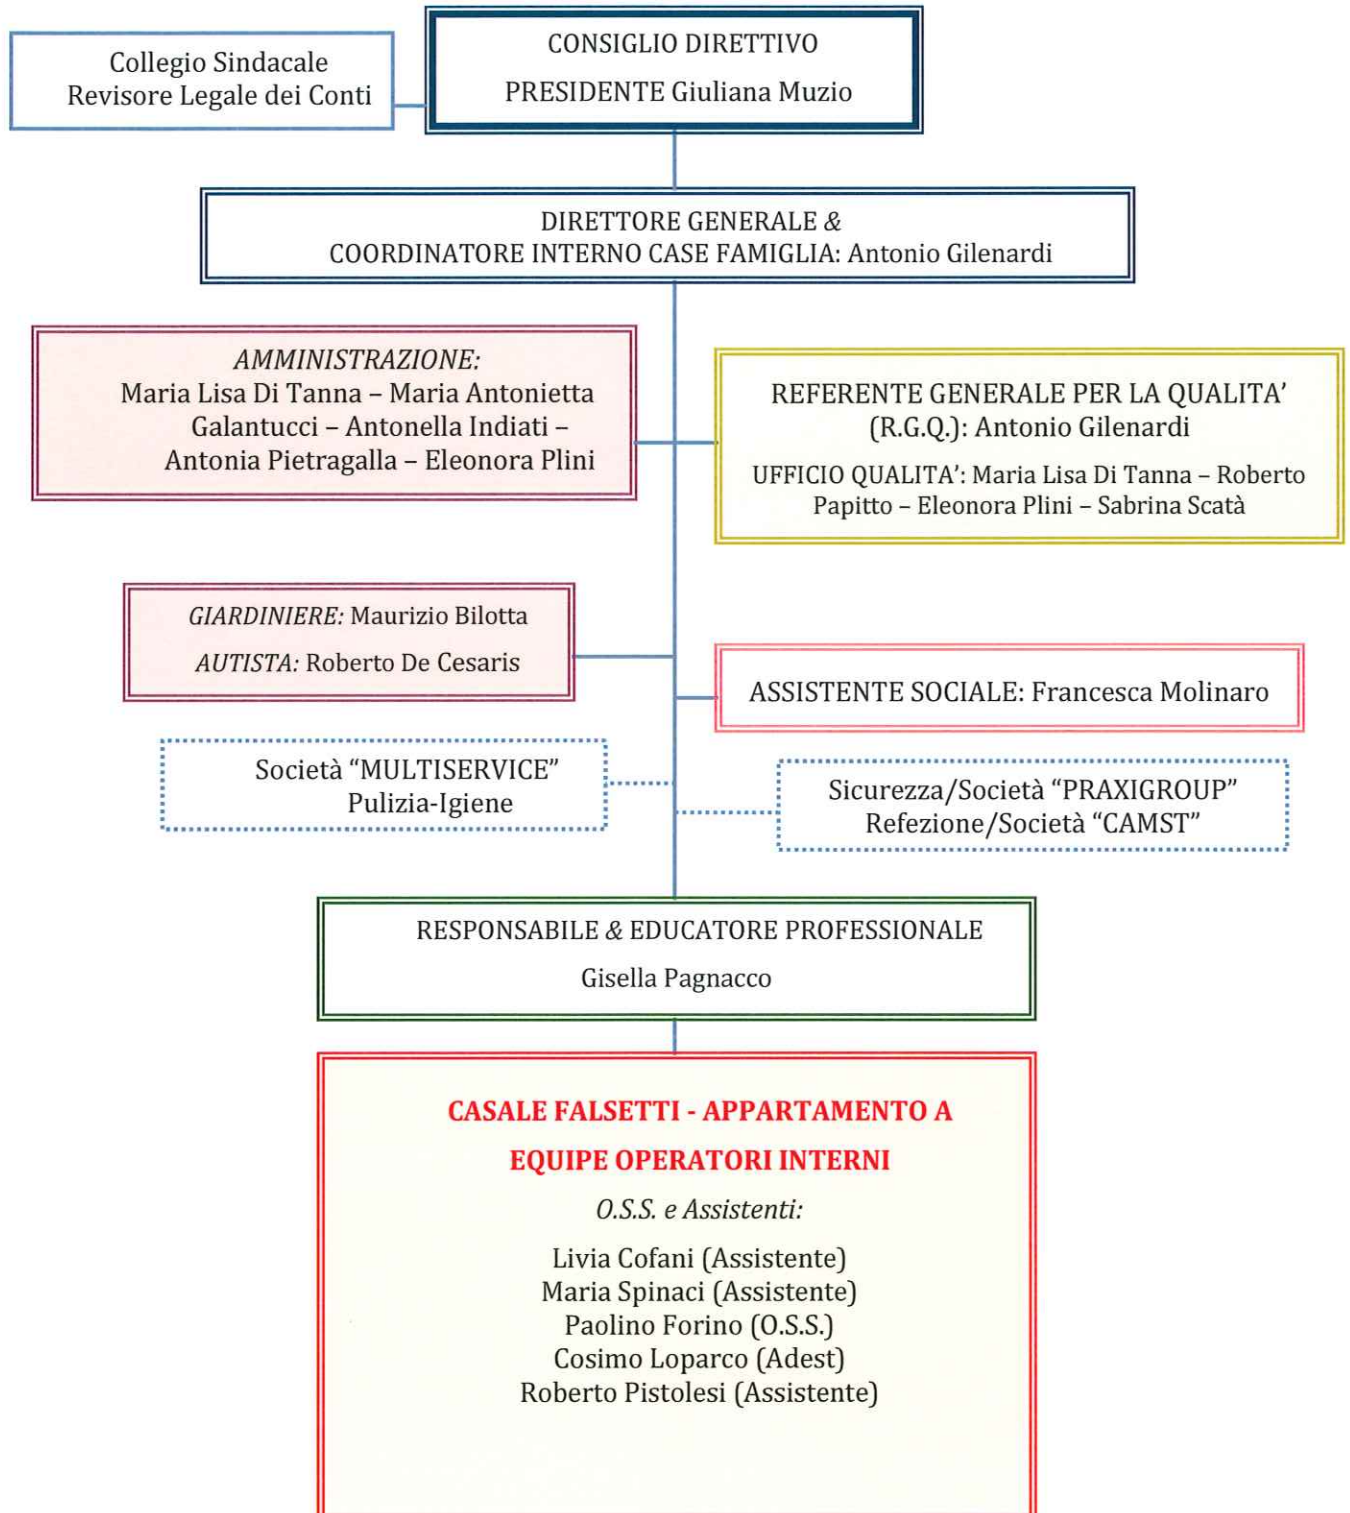 Collegio Sindacale
Revisore Legale dei Conti
CONSIGLIO DIRETTIVO
PRESIDENTE Giuliana Muzio
DIRETTORE GENERALE &
COORDINATORE INTERNO CASE FAMIGLIA: Antonio Gilenardi
AMMINISTRAZIONE:
Maria Lisa Di Tanna – Maria Antonietta
Galantucci – Antonella Indiati –
Antonia Pietragalla – Eleonora Plini
REFERENTE GENERALE PER LA QUALITA’
(R.G.Q.): Antonio Gilenardi
UFFICIO QUALITA’: Maria Lisa Di Tanna – Roberto
Papitto – Eleonora Plini – Sabrina Scatà
GIARDINIERE: Maurizio Bilotta
AUTISTA: Roberto De Cesaris
ASSISTENTE SOCIALE: Francesca Molinaro
Società “MULTISERVICE”
Pulizia-Igiene
Sicurezza/Società “PRAXIGROUP”
Refezione/Società “CAMST”
RESPONSABILE & EDUCATORE PROFESSIONALE
Gisella Pagnacco
CASALE FALSETTI - APPARTAMENTO A
EQUIPE OPERATORI INTERNI
O.S.S. e Assistenti:
Livia Cofani (Assistente)
Maria Spinaci (Assistente)
Paolino Forino (O.S.S.)
Cosimo Loparco (Adest)
Roberto Pistolesi (Assistente)